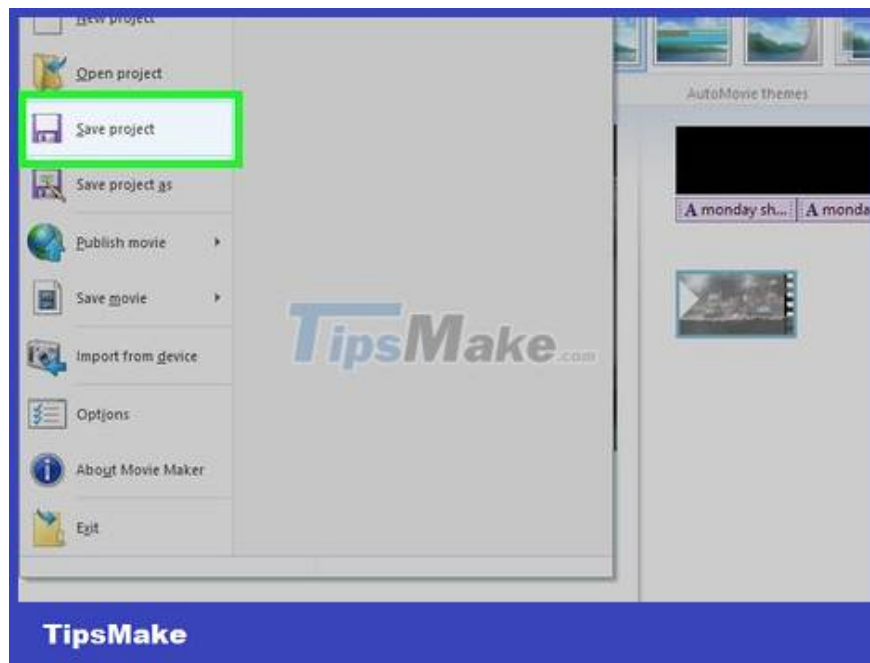 New project
Open project
Save project
Save project as
Publish movie
Save movie
Import from device
Options
About Movie Maker
Exit
AutoMovie themes
A monday sh... A monda
TipsMake.com
TipsMake